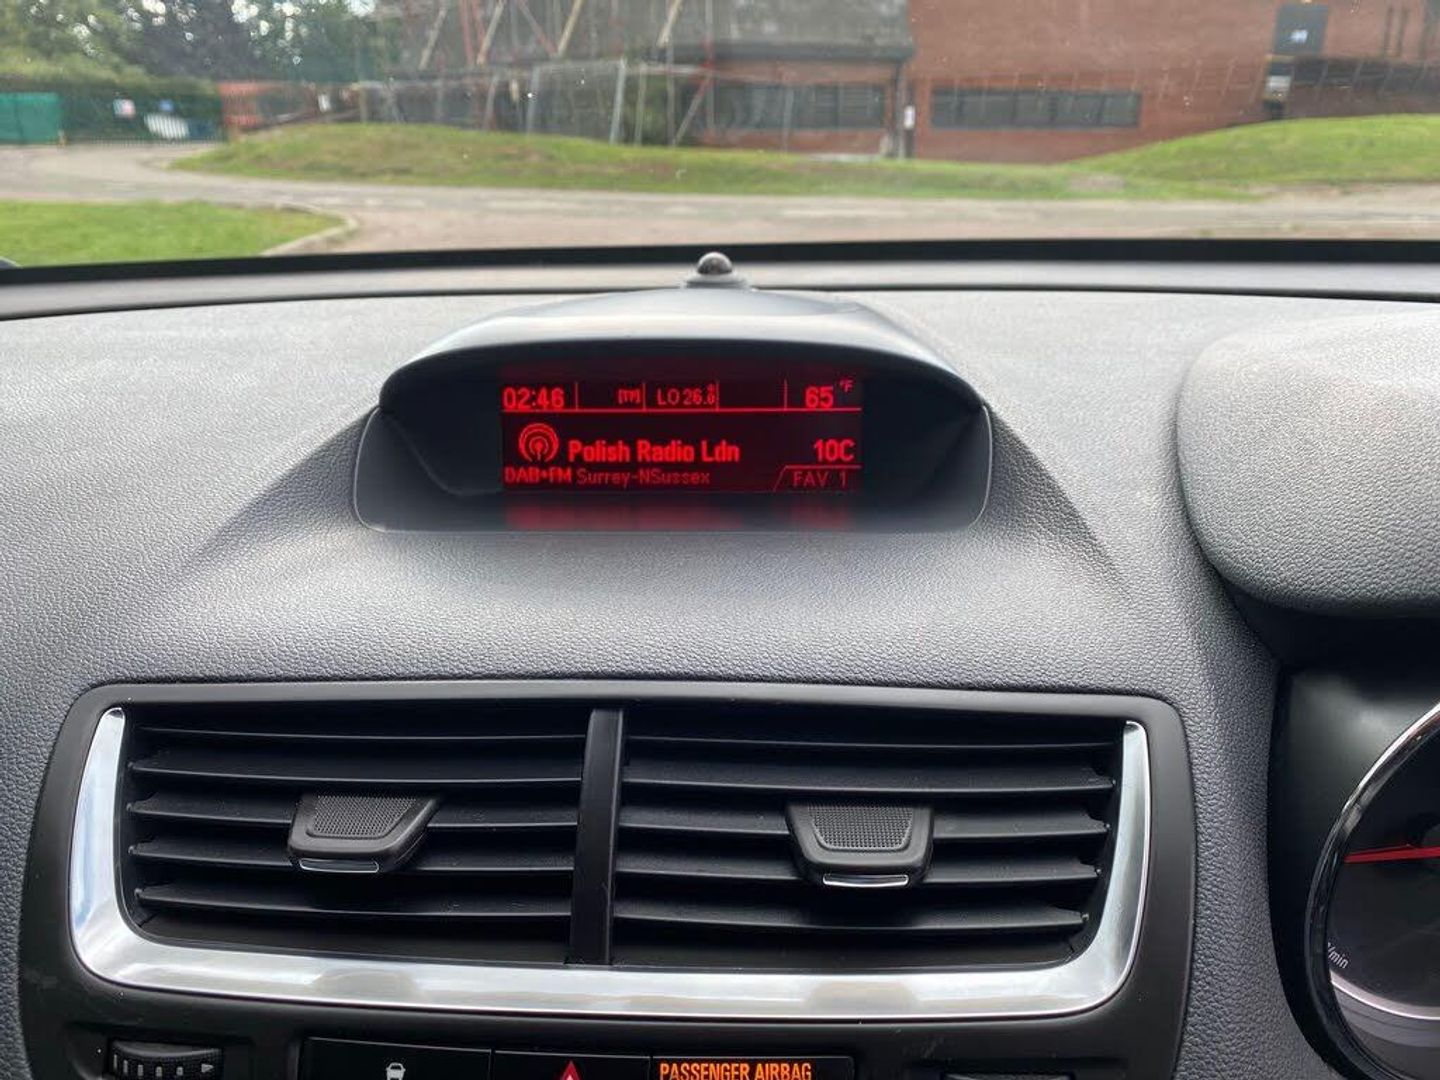 02:46 [TP] LO 26.0 65 °F
Polish Radio Ldn 10C
DAB•FM Surrey-NSussex FAV 1
/min
PASSENGER AIRBAG